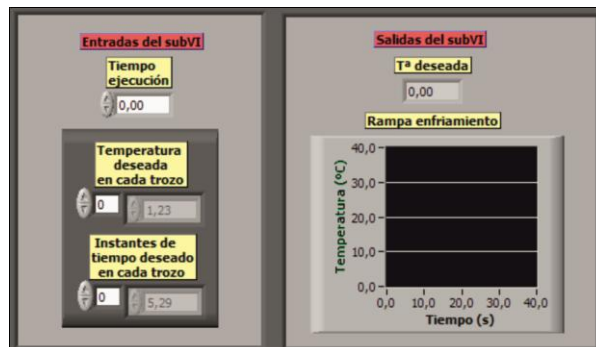 Entradas del subVI
Tiempo
ejecución
0,00
Temperatura
deseada
en cada trozo
0
1,23
Instantes de
tiempo deseado
en cada trozo
0
5,29
Salidas del subVI
Tª deseada
0,00
Rampa enfriamiento
Temperatura (ºC)
40,0
30,0
20,0
10,0
0,0
0,0 10,0 20,0 30,0 40,0
Tiempo (s)